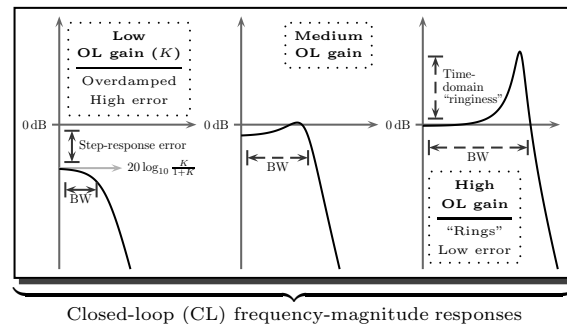 Low
OL gain (K)
Overdamped
High error
0 dB
Step-response error
20 log₁₀ K/(1+K)
BW
Medium
OL gain
0 dB
BW
Time-
domain
“ringiness”
0 dB
BW
High
OL gain
“Rings”
Low error
Closed-loop (CL) frequency-magnitude responses